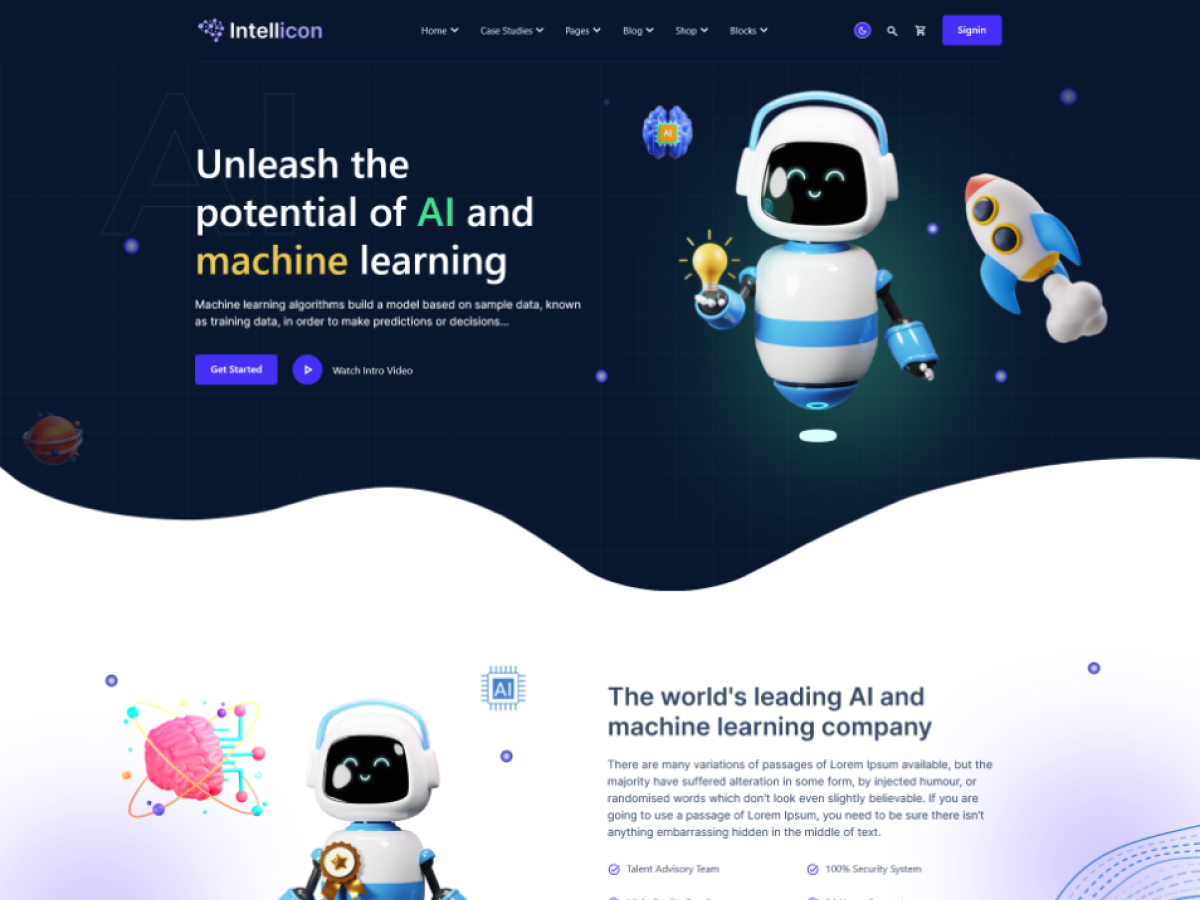 Intellicon
Home Case Studies Pages Blog Shop Blocks Signin
AI
Unleash the
potential of AI and
machine learning
Machine learning algorithms build a model based on sample data, known
as training data, in order to make predictions or decisions...
Get Started Watch Intro Video
AI
AI
The world's leading AI and
machine learning company
There are many variations of passages of Lorem Ipsum available, but the
majority have suffered alteration in some form, by injected humour, or
randomised words which don't look even slightly believable. If you are
going to use a passage of Lorem Ipsum, you need to be sure there isn't
anything embarrassing hidden in the middle of text.
Talent Advisory Team 100% Security System